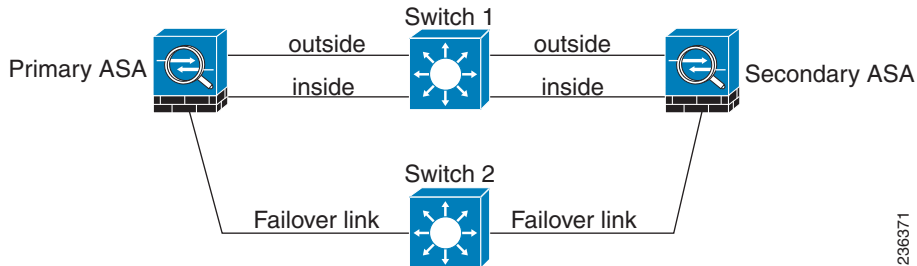 Switch 1
outside
outside
Primary ASA
Secondary ASA
inside
inside
Switch 2
Failover link
Failover link
236371